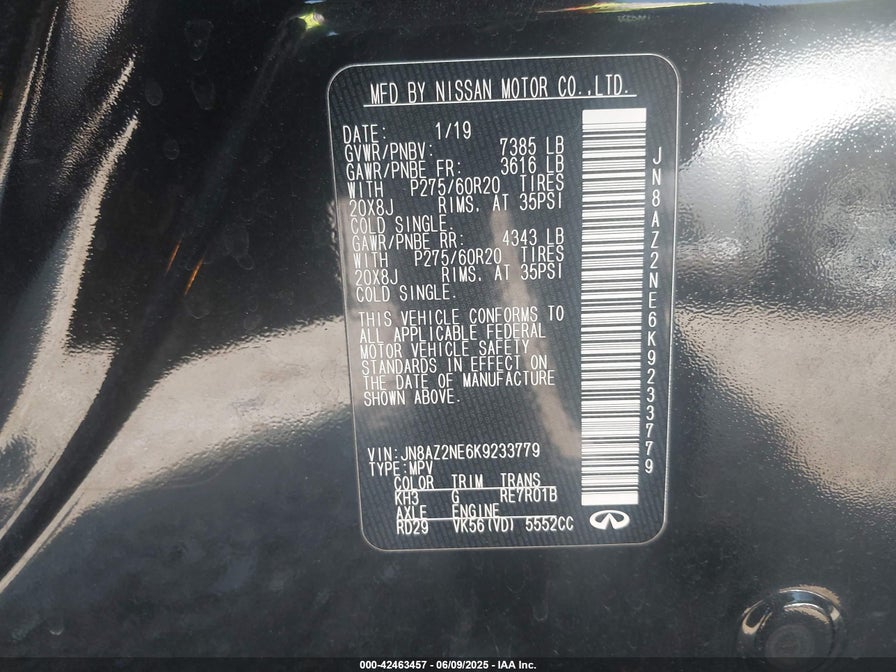 MFD BY NISSAN MOTOR CO.,LTD.
DATE: 1/19
GVWR/PNBV: 7385 LB
GAWR/PNBE FR: 3616 LB
WITH P275/60R20 TIRES
20X8J RIMS, AT 35PSI
COLD SINGLE.
GAWR/PNBE RR: 4343 LB
WITH P275/60R20 TIRES
20X8J RIMS, AT 35PSI
COLD SINGLE.
THIS VEHICLE CONFORMS TO
ALL APPLICABLE FEDERAL
MOTOR VEHICLE SAFETY
STANDARDS IN EFFECT ON
THE DATE OF MANUFACTURE
SHOWN ABOVE.
VIN:JN8AZ2NE6K9233779
TYPE:MPV
COLOR TRIM TRANS
KH3 G RE7R01B
AXLE ENGINE
RD29 VK56(VD) 5552CC
JN8AZ2NE6K9233779
000-42463457 - 06/09/2025 - IAA Inc.